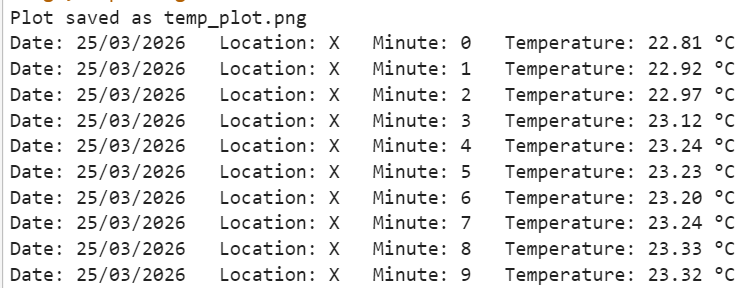 Plot saved as temp_plot.png
Date: 25/03/2026   Location: X   Minute: 0   Temperature: 22.81 °C
Date: 25/03/2026   Location: X   Minute: 1   Temperature: 22.92 °C
Date: 25/03/2026   Location: X   Minute: 2   Temperature: 22.97 °C
Date: 25/03/2026   Location: X   Minute: 3   Temperature: 23.12 °C
Date: 25/03/2026   Location: X   Minute: 4   Temperature: 23.24 °C
Date: 25/03/2026   Location: X   Minute: 5   Temperature: 23.23 °C
Date: 25/03/2026   Location: X   Minute: 6   Temperature: 23.20 °C
Date: 25/03/2026   Location: X   Minute: 7   Temperature: 23.24 °C
Date: 25/03/2026   Location: X   Minute: 8   Temperature: 23.33 °C
Date: 25/03/2026   Location: X   Minute: 9   Temperature: 23.32 °C